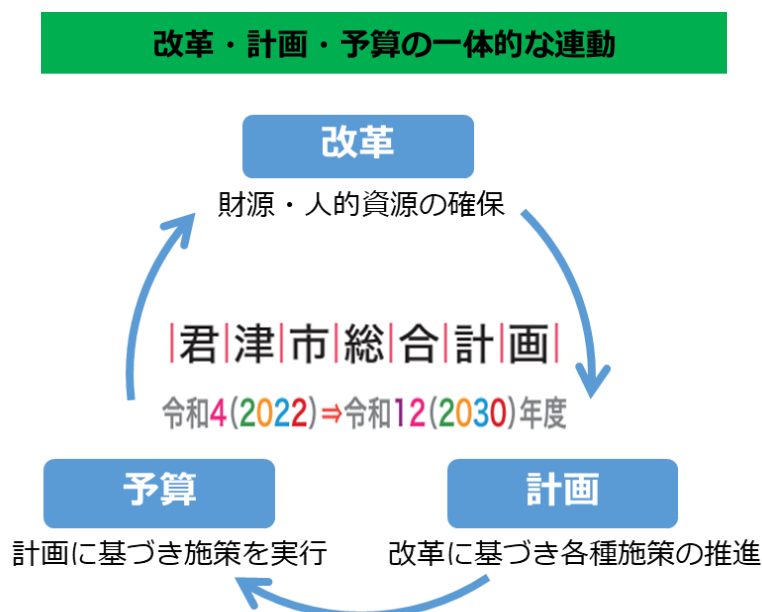 改革・計画・予算の一体的な連動
改革
財源・人的資源の確保
君津市総合計画
令和4(2022)⇒令和12(2030)年度
予算
計画に基づき施策を実行
計画
改革に基づき各種施策の推進